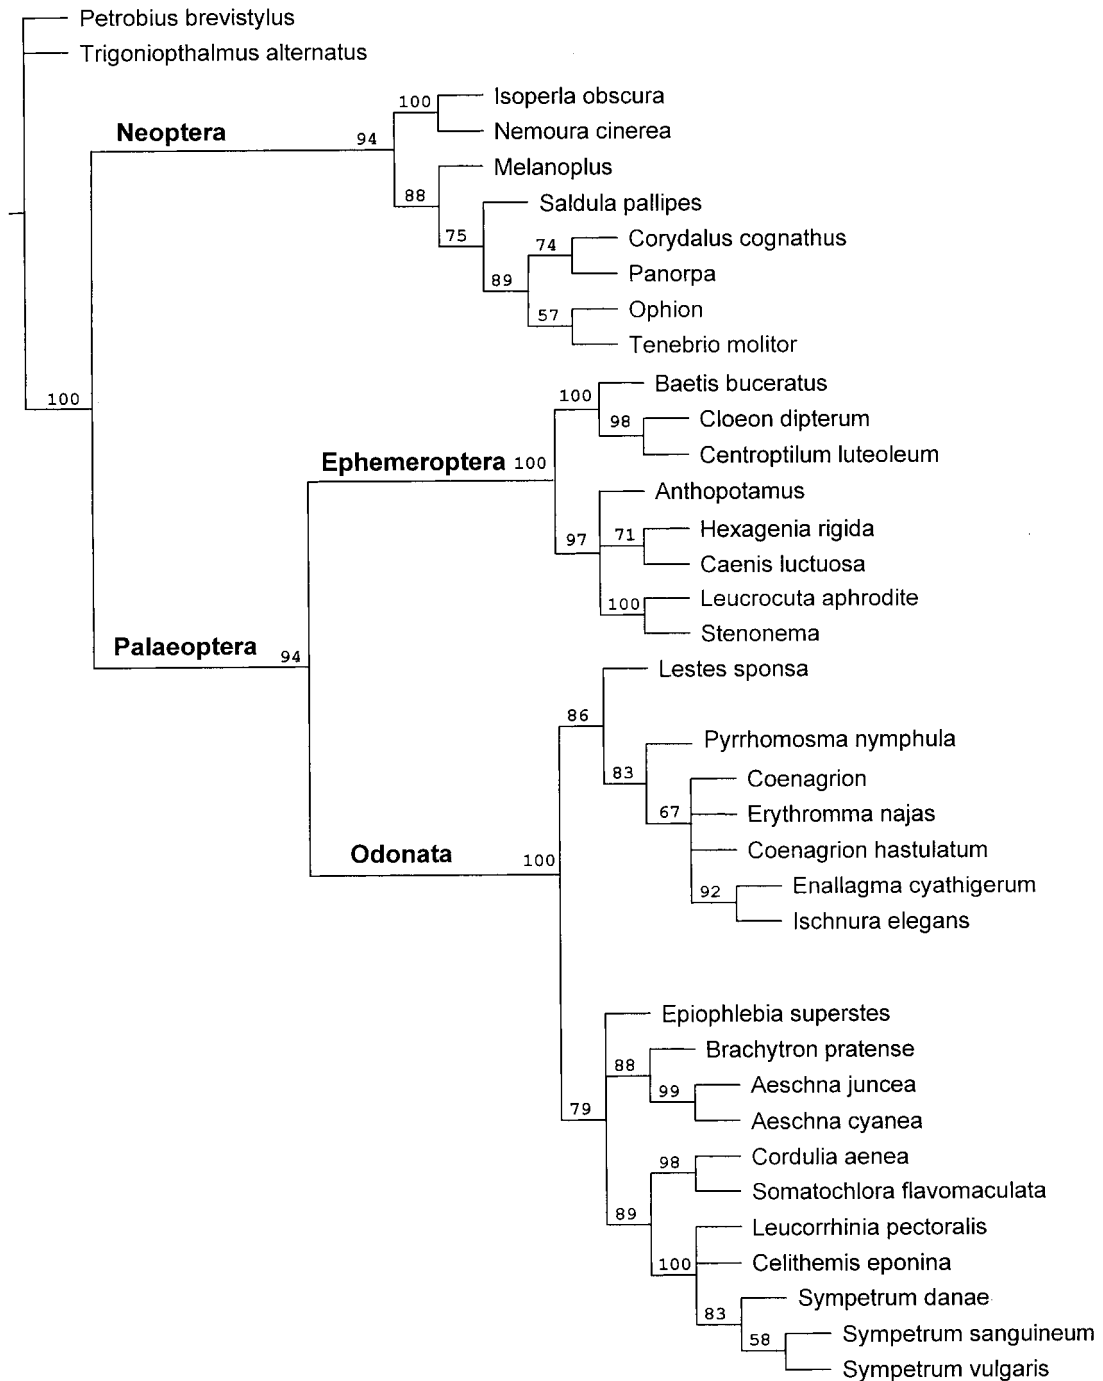 Petrobius brevistylus
Trigoniopthalmus alternatus
Isoperla obscura
100
Nemoura cinerea
Neoptera
94
Melanoplus
88
Saldula pallipes
75
Corydalus cognathus
74
Panorpa
89
Ophion
57
Tenebrio molitor
Baetis buceratus
100
100
Cloeon dipterum
98
Centroptilum luteoleum
Ephemeroptera
100
Anthopotamus
Hexagenia rigida
71
97
Caenis luctuosa
Leucrocuta aphrodite
100
Stenonema
Palaeoptera
94
Lestes sponsa
86
Pyrrhomosma nymphula
83
Coenagrion
67
Erythromma najas
Coenagrion hastulatum
Odonata
100
Enallagma cyathigerum
92
Ischnura elegans
Epiophlebia superstes
Brachytron pratense
88
Aeschna juncea
99
79
Aeschna cyanea
Cordulia aenea
98
Somatochlora flavomaculata
89
Leucorrhinia pectoralis
100
Celithemis eponina
Sympetrum danae
83
Sympetrum sanguineum
58
Sympetrum vulgaris